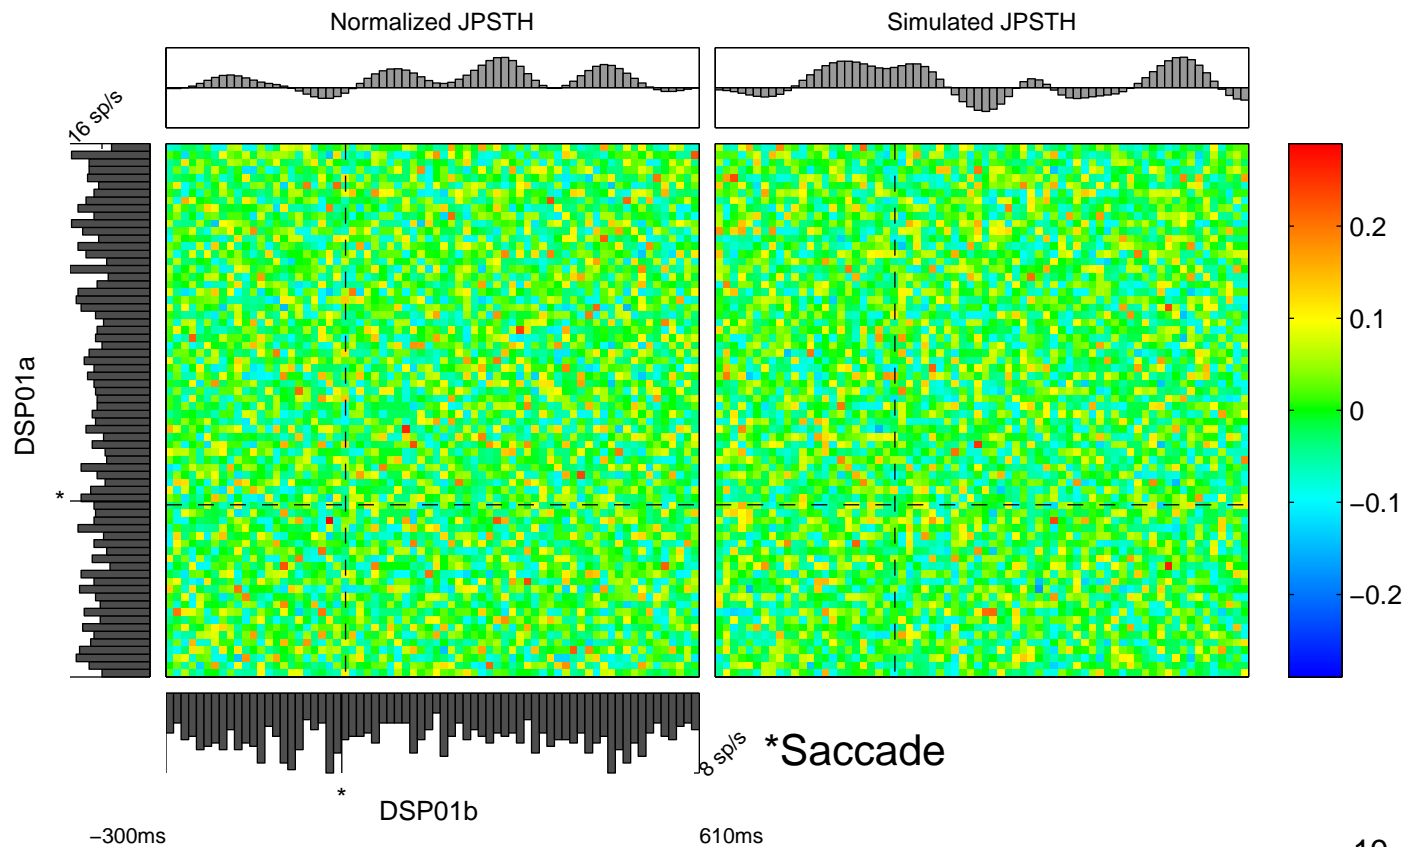 Normalized JPSTH
Simulated JPSTH
16 sp/s
DSP01a
*
0.2
0.1
0
−0.1
−0.2
8 sp/s
*Saccade
*
DSP01b
−300ms
610ms